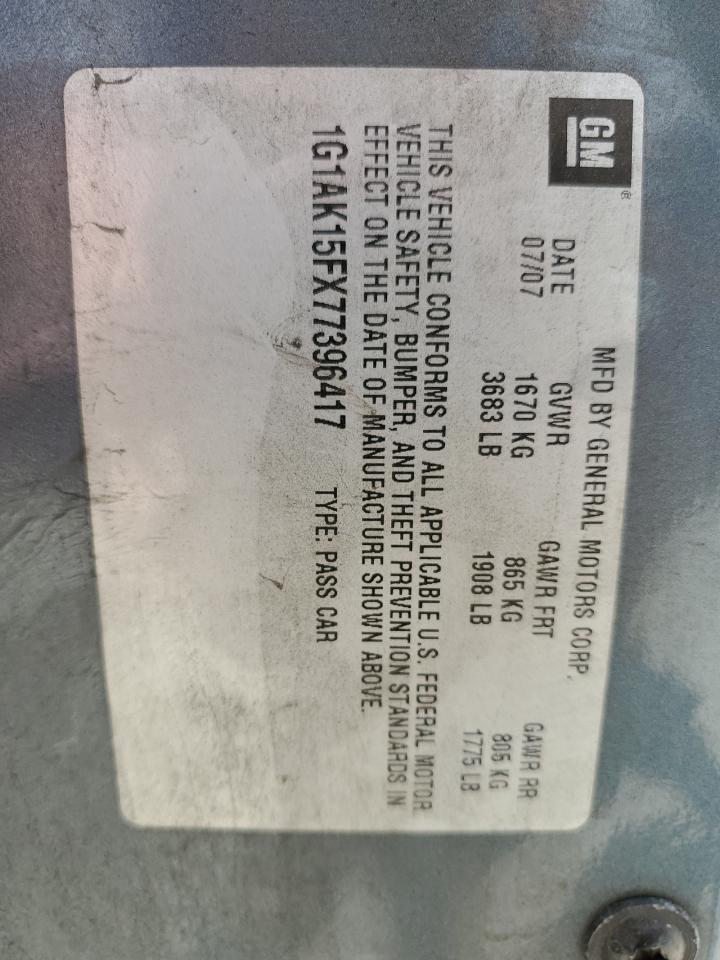 GM®
MFD BY GENERAL MOTORS CORP.
DATE GVWR GAWR FRT GAWR RR
07/07 1670 KG 865 KG 805 KG
3683 LB 1908 LB 1775 LB
THIS VEHICLE CONFORMS TO ALL APPLICABLE U.S. FEDERAL MOTOR
VEHICLE SAFETY, BUMPER, AND THEFT PREVENTION STANDARDS IN
EFFECT ON THE DATE OF MANUFACTURE SHOWN ABOVE.
1G1AK15FX77396417 TYPE: PASS CAR